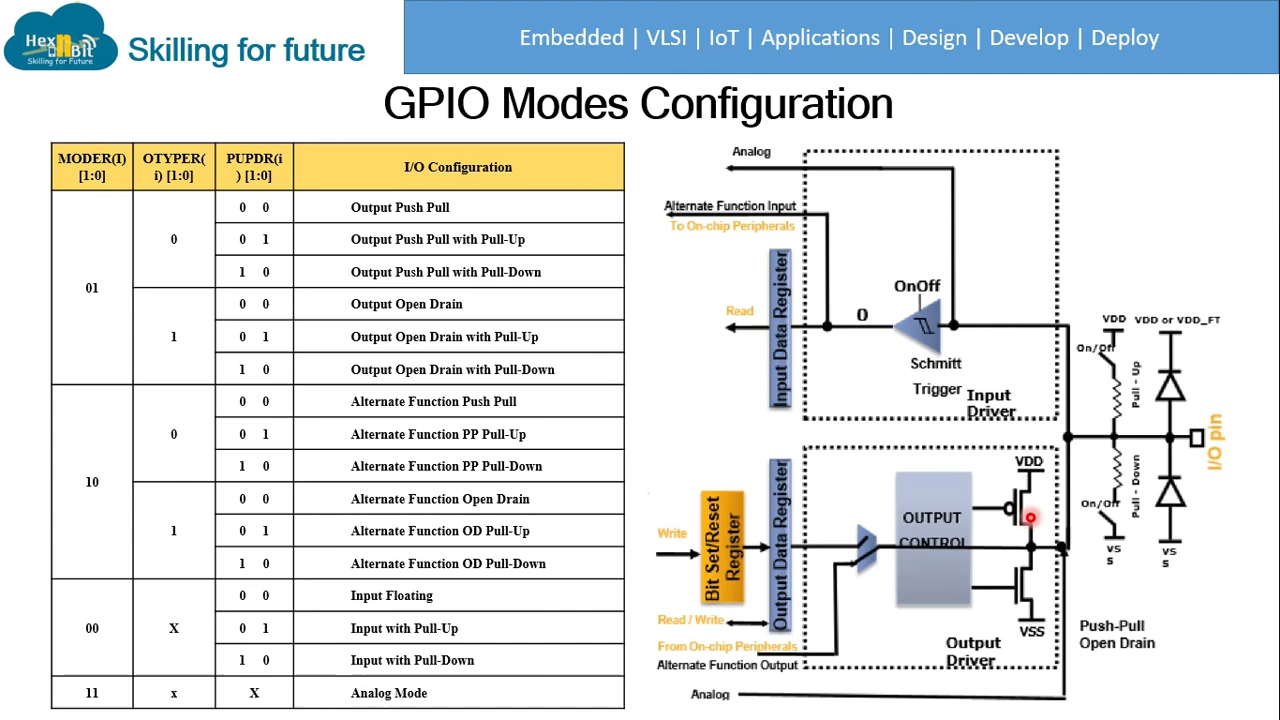 Hex n Bit
Skilling for Future
Skilling for future
Embedded | VLSI | IoT | Applications | Design | Develop | Deploy
GPIO Modes Configuration
MODER(I) [1:0]
OTYPER(i) [1:0]
PUPDR(i) [1:0]
I/O Configuration
01
0
0 0 Output Push Pull
0 1 Output Push Pull with Pull-Up
1 0 Output Push Pull with Pull-Down
1
0 0 Output Open Drain
0 1 Output Open Drain with Pull-Up
1 0 Output Open Drain with Pull-Down
10
0
0 0 Alternate Function Push Pull
0 1 Alternate Function PP Pull-Up
1 0 Alternate Function PP Pull-Down
1
0 0 Alternate Function Open Drain
0 1 Alternate Function OD Pull-Up
1 0 Alternate Function OD Pull-Down
00
X
0 0 Input Floating
0 1 Input with Pull-Up
1 0 Input with Pull-Down
11 x X Analog Mode
Analog
Alternate Function Input
To On-chip Peripherals
Read
Input Data Register
0
OnOff
Schmitt
Trigger
Input
Driver
VDD
VDD or VDD_FT
On/Off
Pull - Up
I/O pin
Pull - Down
On/Off
VS
S
VS
S
Write
Bit Set/Reset
Register
Output Data Register
OUTPUT
CONTROL
VDD
VSS
Read / Write
From On-chip Peripherals
Alternate Function Output
Output
Driver
Push-Pull
Open Drain
Analog